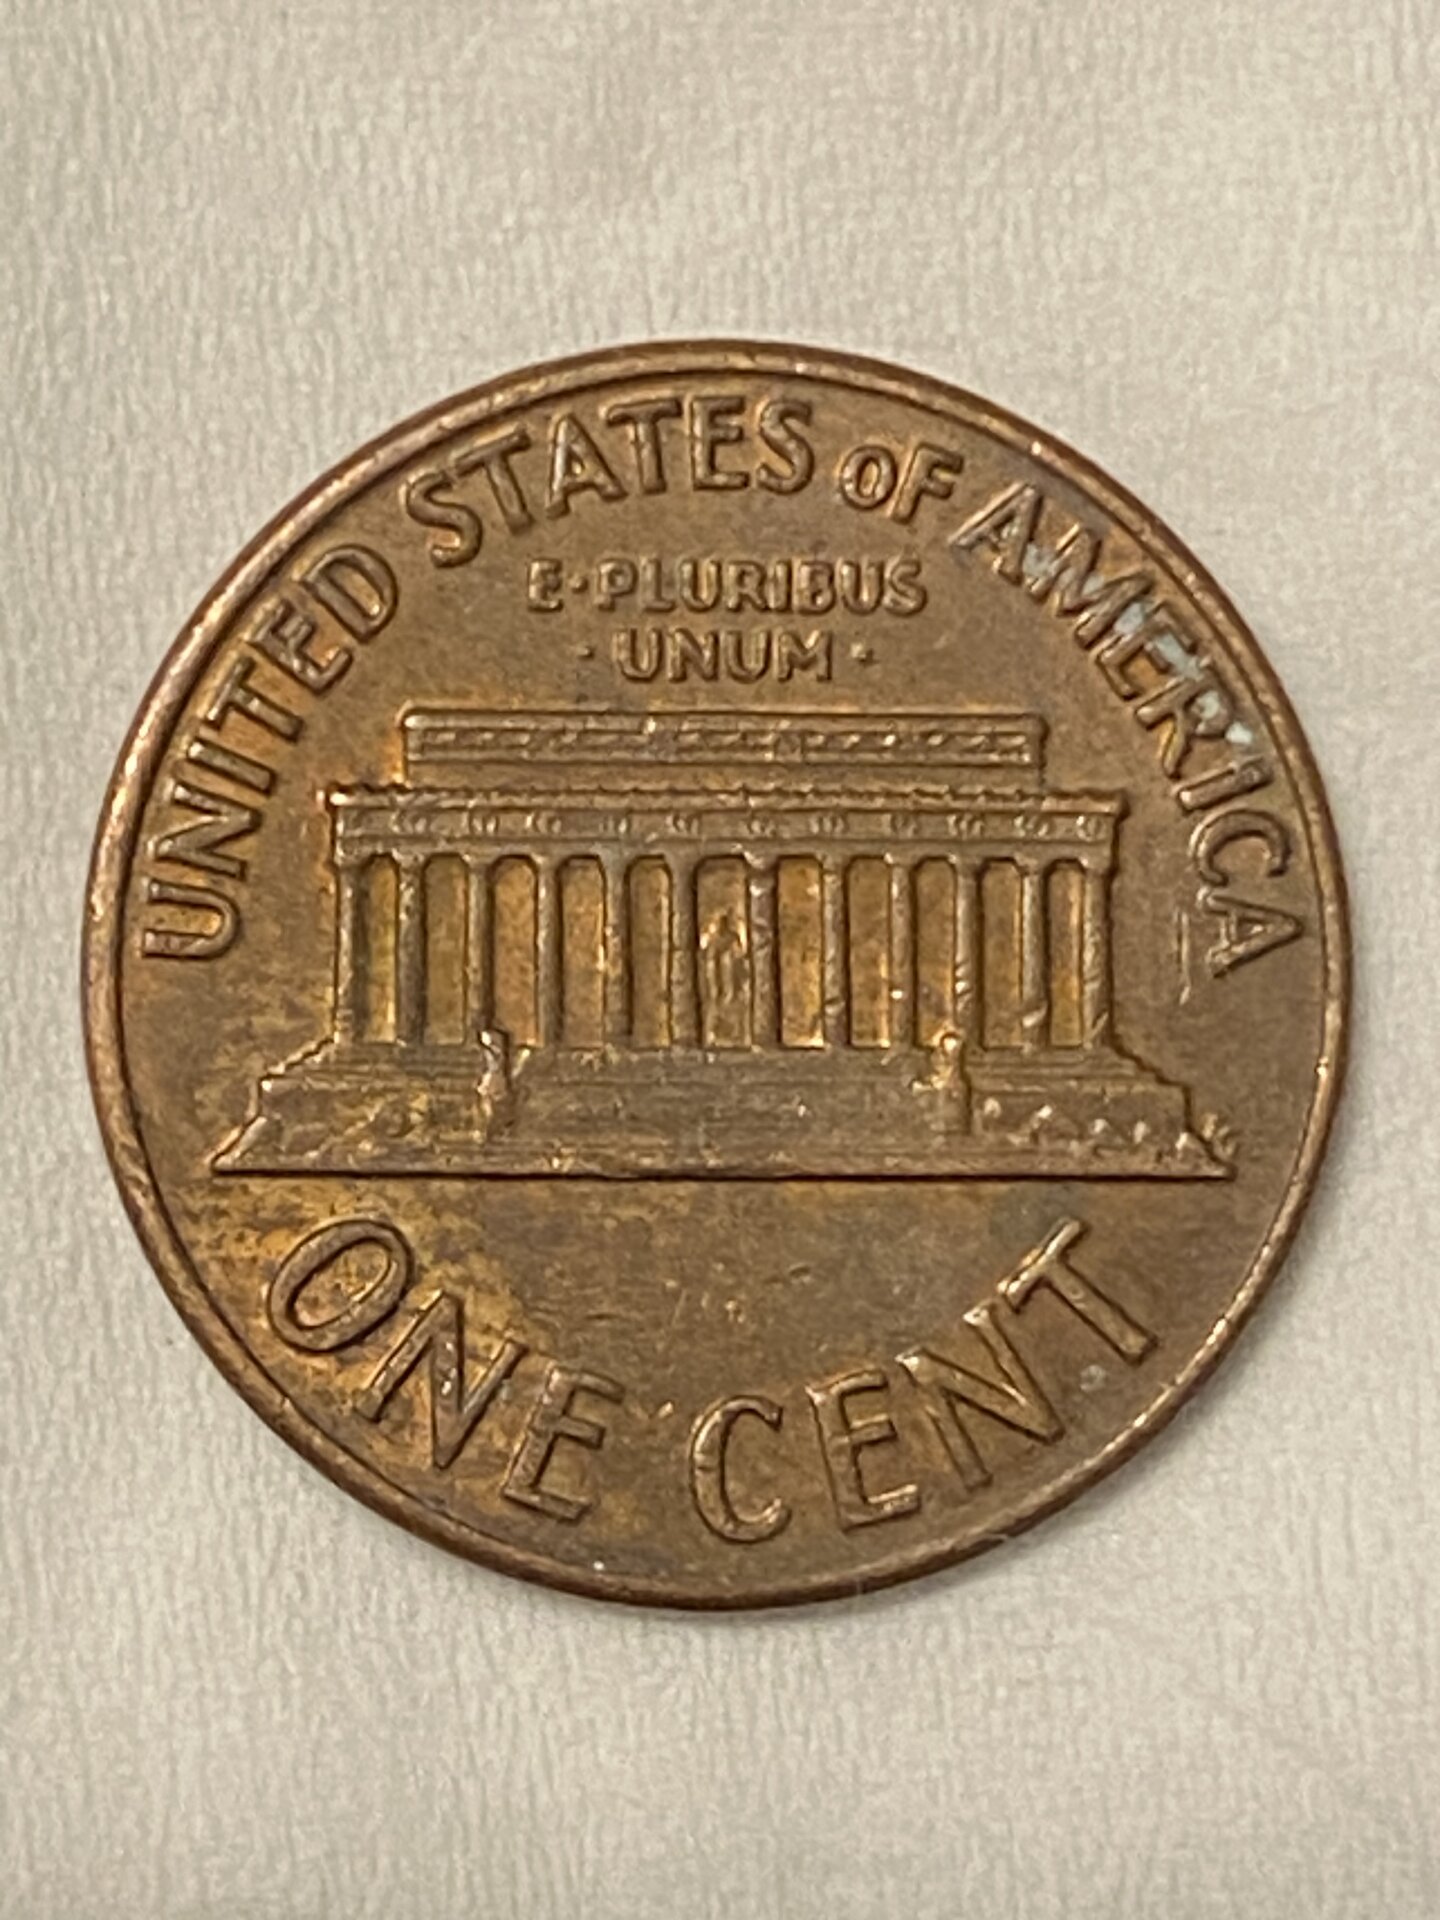 UNITED STATES OF AMERICA
E·PLURIBUS
·UNUM·
ONE CENT